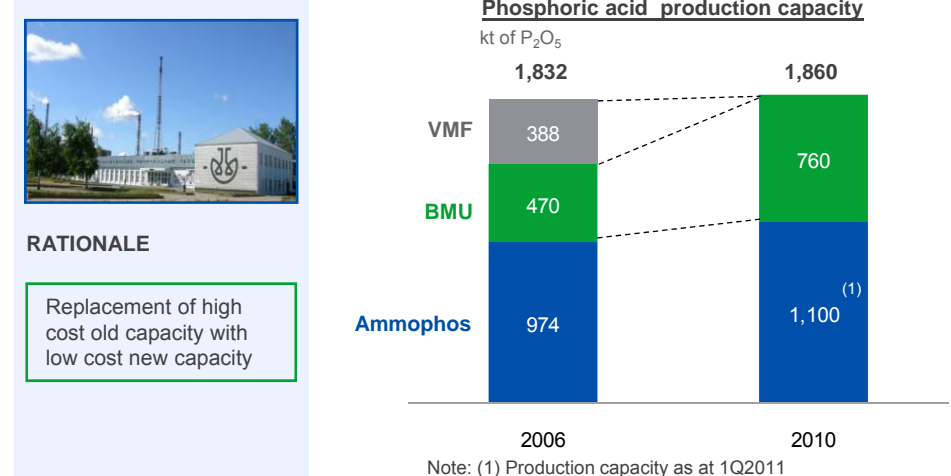 Phosphoric acid production capacity
kt of P₂O₅
1,832
1,860
VMF
388
760
BMU
470
RATIONALE
Replacement of high
cost old capacity with
low cost new capacity
Ammophos
974
1,100
(1)
2006
2010
Note: (1) Production capacity as at 1Q2011